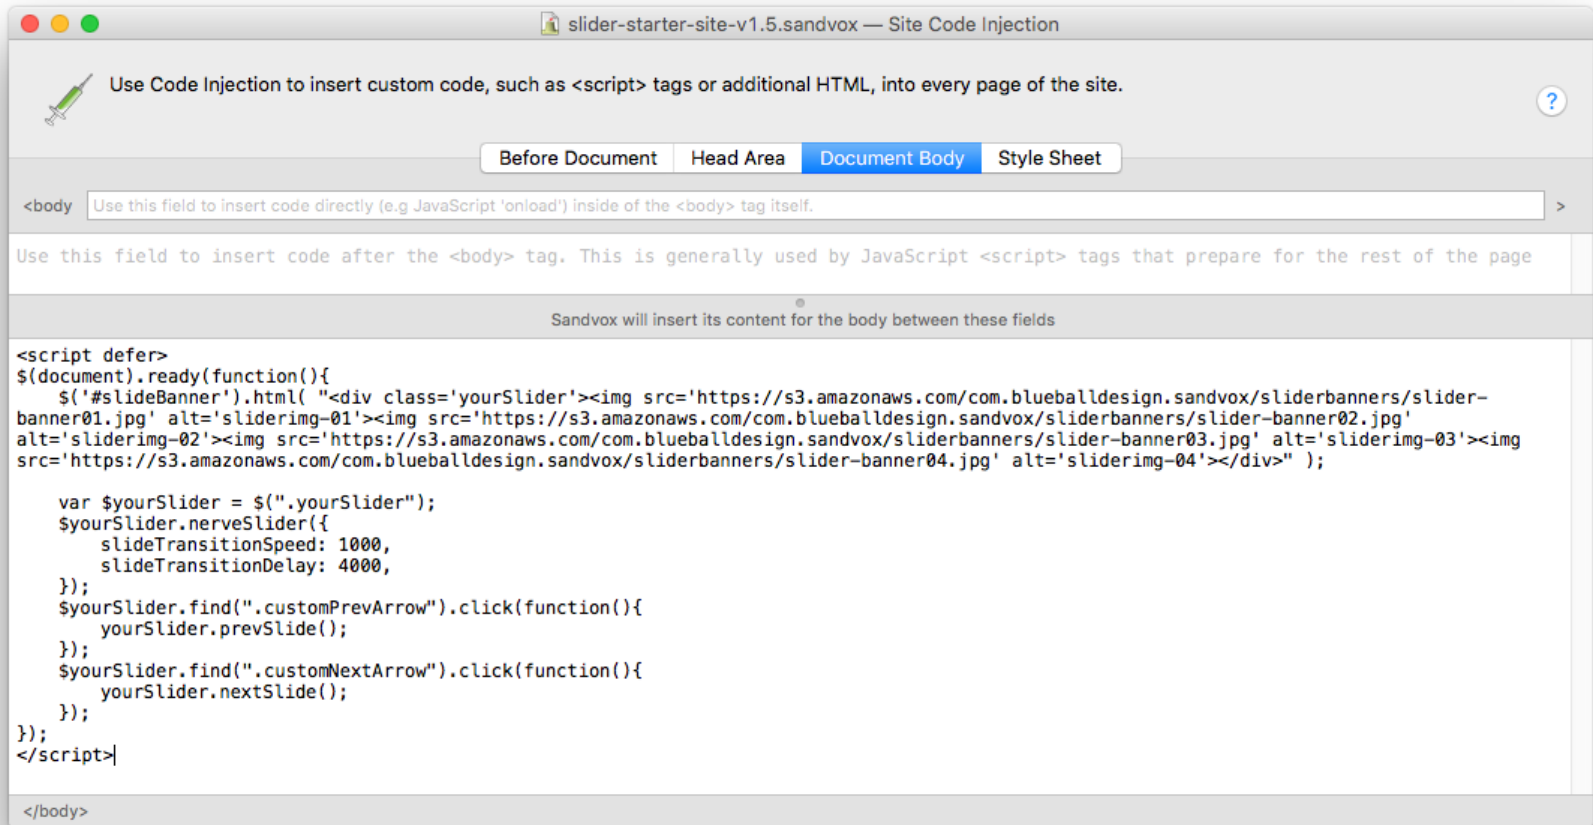 slider-starter-site-v1.5.sandvox — Site Code Injection
Use Code Injection to insert custom code, such as <script> tags or additional HTML, into every page of the site.
?
Before Document Head Area Document Body Style Sheet
<body Use this field to insert code directly (e.g JavaScript 'onload') inside of the <body> tag itself. >
Use this field to insert code after the <body> tag. This is generally used by JavaScript <script> tags that prepare for the rest of the page
Sandvox will insert its content for the body between these fields
<script defer>
$(document).ready(function(){
    $('#slideBanner').html( "<div class='yourSlider'><img src='https://s3.amazonaws.com/com.blueballdesign.sandvox/sliderbanners/slider-
banner01.jpg' alt='sliderimg-01'><img src='https://s3.amazonaws.com/com.blueballdesign.sandvox/sliderbanners/slider-banner02.jpg'
alt='sliderimg-02'><img src='https://s3.amazonaws.com/com.blueballdesign.sandvox/sliderbanners/slider-banner03.jpg' alt='sliderimg-03'><img
src='https://s3.amazonaws.com/com.blueballdesign.sandvox/sliderbanners/slider-banner04.jpg' alt='sliderimg-04'></div>" );
    var $yourSlider = $(".yourSlider");
    $yourSlider.nerveSlider({
        slideTransitionSpeed: 1000,
        slideTransitionDelay: 4000,
    });
    $yourSlider.find(".customPrevArrow").click(function(){
        yourSlider.prevSlide();
    });
    $yourSlider.find(".customNextArrow").click(function(){
        yourSlider.nextSlide();
    });
});
</script>
</body>